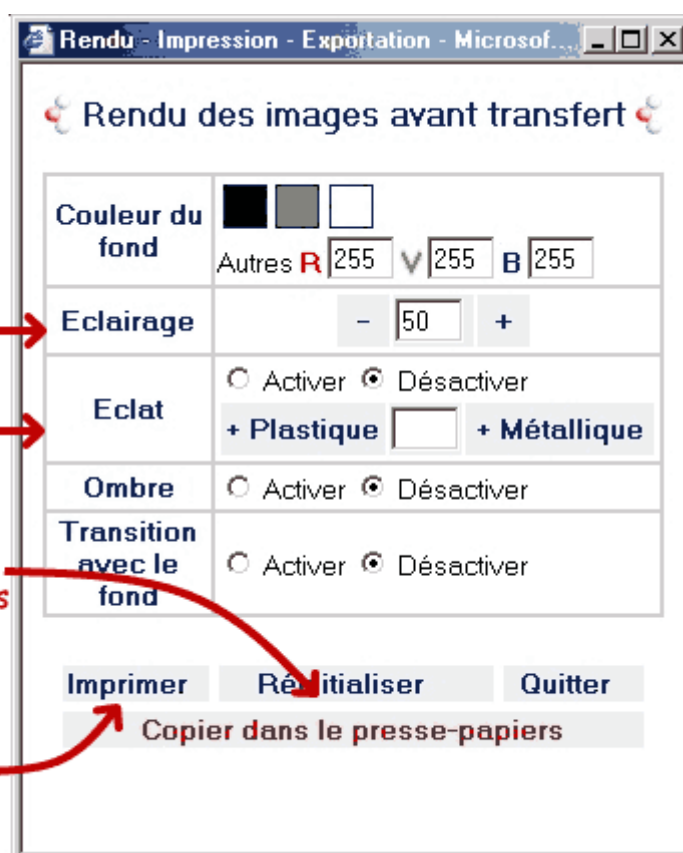 Rendu - Impression - Exportation - Microsof...
Rendu des images avant transfert
Couleur du
fond
Autres R 255 V 255 B 255
Eclairage
- 50 +
Eclat
Activer Désactiver
+ Plastique + Métallique
Ombre
Activer Désactiver
Transition
avec le
fond
Activer Désactiver
s
Imprimer Réinitialiser Quitter
Copier dans le presse-papiers